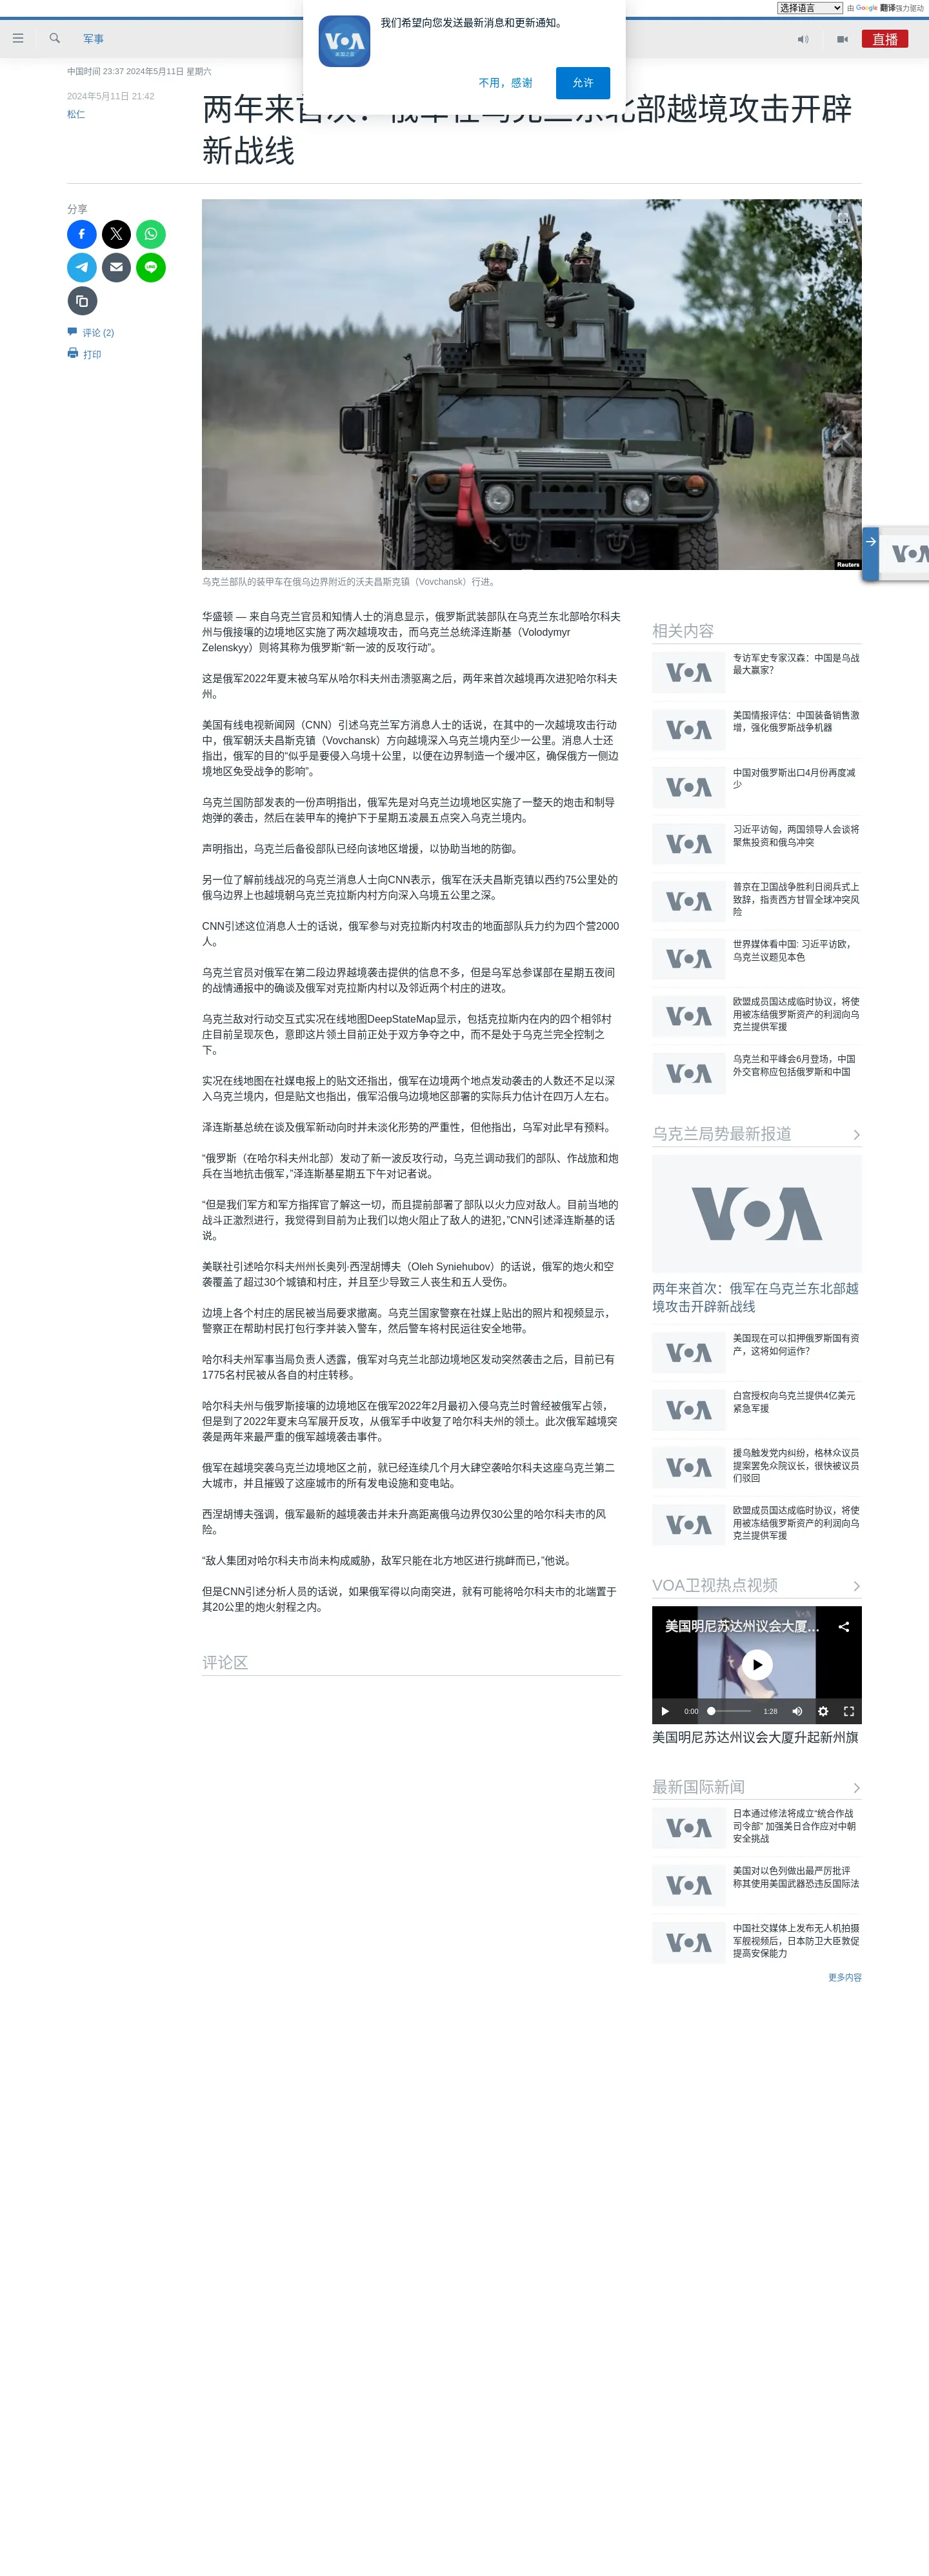 选择语言
由 Google 翻译强力驱动
我们希望向您发送最新消息和更新通知。
VOA
美国之音
不用，感谢
允许
军事
直播
中国时间 23:37 2024年5月11日 星期六
2024年5月11日 21:42
松仁
两年来首次：俄军在乌克兰东北部越境攻击开辟
新战线
分享
评论 (2)
打印
Reuters
乌克兰部队的装甲车在俄乌边界附近的沃夫昌斯克镇（Vovchansk）行进。
华盛顿 — 来自乌克兰官员和知情人士的消息显示，俄罗斯武装部队在乌克兰东北部哈尔科夫
州与俄接壤的边境地区实施了两次越境攻击，而乌克兰总统泽连斯基（Volodymyr
Zelenskyy）则将其称为俄罗斯“新一波的反攻行动”。
这是俄军2022年夏末被乌军从哈尔科夫州击溃驱离之后，两年来首次越境再次进犯哈尔科夫
州。
美国有线电视新闻网（CNN）引述乌克兰军方消息人士的话说，在其中的一次越境攻击行动
中，俄军朝沃夫昌斯克镇（Vovchansk）方向越境深入乌克兰境内至少一公里。消息人士还
指出，俄军的目的“似乎是要侵入乌境十公里，以便在边界制造一个缓冲区，确保俄方一侧边
境地区免受战争的影响”。
乌克兰国防部发表的一份声明指出，俄军先是对乌克兰边境地区实施了一整天的炮击和制导
炮弹的袭击，然后在装甲车的掩护下于星期五凌晨五点突入乌克兰境内。
声明指出，乌克兰后备役部队已经向该地区增援，以协助当地的防御。
另一位了解前线战况的乌克兰消息人士向CNN表示，俄军在沃夫昌斯克镇以西约75公里处的
俄乌边界上也越境朝乌克兰克拉斯内村方向深入乌境五公里之深。
CNN引述这位消息人士的话说，俄军参与对克拉斯内村攻击的地面部队兵力约为四个营2000
人。
乌克兰官员对俄军在第二段边界越境袭击提供的信息不多，但是乌军总参谋部在星期五夜间
的战情通报中的确谈及俄军对克拉斯内村以及邻近两个村庄的进攻。
乌克兰敌对行动交互式实况在线地图DeepStateMap显示，包括克拉斯内在内的四个相邻村
庄目前呈现灰色，意即这片领土目前正处于双方争夺之中，而不是处于乌克兰完全控制之
下。
实况在线地图在社媒电报上的贴文还指出，俄军在边境两个地点发动袭击的人数还不足以深
入乌克兰境内，但是贴文也指出，俄军沿俄乌边境地区部署的实际兵力估计在四万人左右。
泽连斯基总统在谈及俄军新动向时并未淡化形势的严重性，但他指出，乌军对此早有预料。
“俄罗斯（在哈尔科夫州北部）发动了新一波反攻行动，乌克兰调动我们的部队、作战旅和炮
兵在当地抗击俄军，”泽连斯基星期五下午对记者说。
“但是我们军方和军方指挥官了解这一切，而且提前部署了部队以火力应对敌人。目前当地的
战斗正激烈进行，我觉得到目前为止我们以炮火阻止了敌人的进犯，”CNN引述泽连斯基的话
说。
美联社引述哈尔科夫州州长奥列·西涅胡博夫（Oleh Syniehubov）的话说，俄军的炮火和空
袭覆盖了超过30个城镇和村庄，并且至少导致三人丧生和五人受伤。
边境上各个村庄的居民被当局要求撤离。乌克兰国家警察在社媒上贴出的照片和视频显示，
警察正在帮助村民打包行李并装入警车，然后警车将村民运往安全地带。
哈尔科夫州军事当局负责人透露，俄军对乌克兰北部边境地区发动突然袭击之后，目前已有
1775名村民被从各自的村庄转移。
哈尔科夫州与俄罗斯接壤的边境地区在俄军2022年2月最初入侵乌克兰时曾经被俄军占领，
但是到了2022年夏末乌军展开反攻，从俄军手中收复了哈尔科夫州的领土。此次俄军越境突
袭是两年来最严重的俄军越境袭击事件。
俄军在越境突袭乌克兰边境地区之前，就已经连续几个月大肆空袭哈尔科夫这座乌克兰第二
大城市，并且摧毁了这座城市的所有发电设施和变电站。
西涅胡博夫强调，俄军最新的越境袭击并未升高距离俄乌边界仅30公里的哈尔科夫市的风
险。
“敌人集团对哈尔科夫市尚未构成威胁，敌军只能在北方地区进行挑衅而已，”他说。
但是CNN引述分析人员的话说，如果俄军得以向南突进，就有可能将哈尔科夫市的北端置于
其20公里的炮火射程之内。
评论区
相关内容
专访军史专家汉森：中国是乌战
最大赢家？
美国情报评估：中国装备销售激
增，强化俄罗斯战争机器
中国对俄罗斯出口4月份再度减
少
习近平访匈，两国领导人会谈将
聚焦投资和俄乌冲突
普京在卫国战争胜利日阅兵式上
致辞，指责西方甘冒全球冲突风
险
世界媒体看中国: 习近平访欧，
乌克兰议题见本色
欧盟成员国达成临时协议，将使
用被冻结俄罗斯资产的利润向乌
克兰提供军援
乌克兰和平峰会6月登场，中国
外交官称应包括俄罗斯和中国
乌克兰局势最新报道
VOA
两年来首次：俄军在乌克兰东北部越
境攻击开辟新战线
美国现在可以扣押俄罗斯国有资
产，这将如何运作？
白宫授权向乌克兰提供4亿美元
紧急军援
援乌触发党内纠纷，格林众议员
提案罢免众院议长，很快被议员
们驳回
欧盟成员国达成临时协议，将使
用被冻结俄罗斯资产的利润向乌
克兰提供军援
VOA卫视热点视频
美国明尼苏达州议会大厦...
0:00
1:28
美国明尼苏达州议会大厦升起新州旗
最新国际新闻
日本通过修法将成立“统合作战
司令部” 加强美日合作应对中朝
安全挑战
美国对以色列做出最严厉批评
称其使用美国武器恐违反国际法
中国社交媒体上发布无人机拍摄
军舰视频后，日本防卫大臣敦促
提高安保能力
更多内容